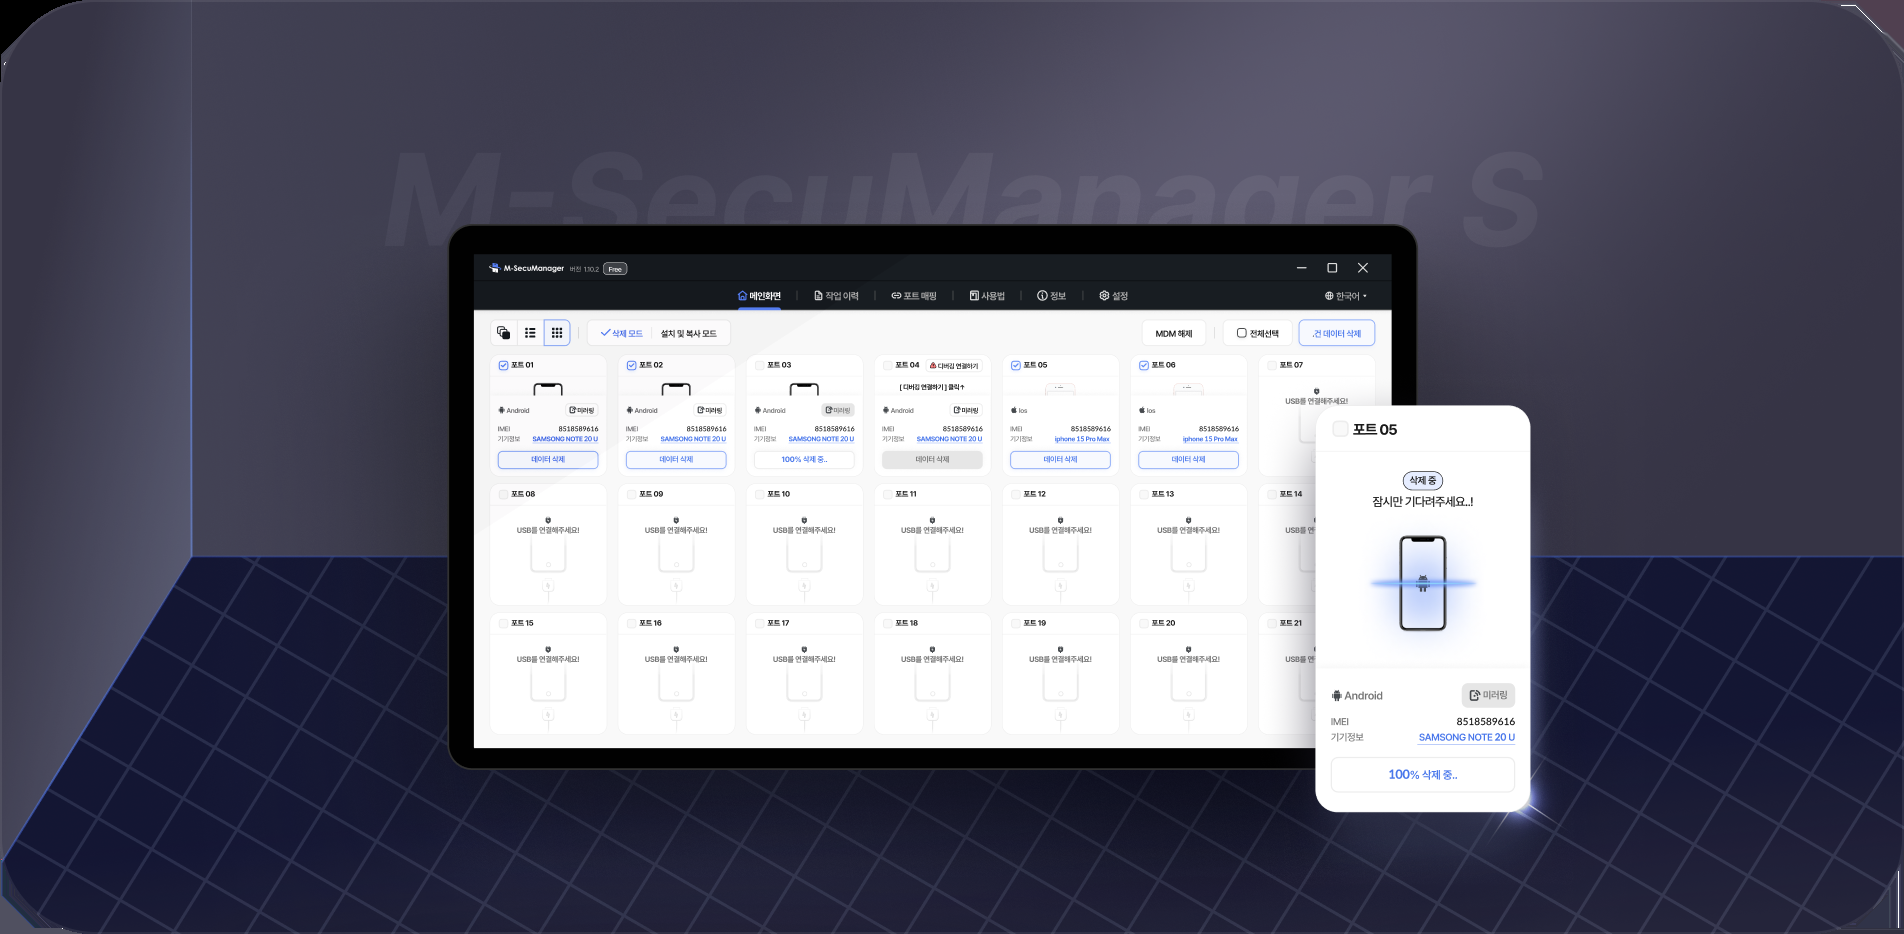 M-SecuManager S
M-SecuManager 버전 1.10.2 Free
메인화면 작업 이력 포트 매핑 사용법 정보 설정 한국어
삭제 모드 설치 및 복사 모드 MDM 해제 전체선택 .건 데이터 삭제
포트 01 포트 02 포트 03 포트 04 디버깅 연결하기 포트 05 포트 06 포트 07
[ 디버깅 연결하기 ] 클릭↑
USB를 연결해주세요!
Android 미러링 Android 미러링 Android 미러링 Android 미러링 Ios Ios
IMEI 8518589616 IMEI 8518589616 IMEI 8518589616 IMEI 8518589616 IMEI 8518589616 IMEI 8518589616
기기정보 SAMSONG NOTE 20 U 기기정보 SAMSONG NOTE 20 U 기기정보 SAMSONG NOTE 20 U 기기정보 SAMSONG NOTE 20 U 기기정보 iphone 15 Pro Max 기기정보 iphone 15 Pro Max
데이터 삭제 데이터 삭제 100% 삭제 중.. 데이터 삭제 데이터 삭제 데이터 삭제
포트 08 포트 09 포트 10 포트 11 포트 12 포트 13 포트 14
USB를 연결해주세요! USB를 연결해주세요! USB를 연결해주세요! USB를 연결해주세요! USB를 연결해주세요! USB를 연결해주세요! USB를 연
포트 15 포트 16 포트 17 포트 18 포트 19 포트 20 포트 21
USB를 연결해주세요! USB를 연결해주세요! USB를 연결해주세요! USB를 연결해주세요! USB를 연결해주세요! USB를 연결해주세요! USB를 연
포트 05
삭제 중
잠시만 기다려주세요..!
Android 미러링
IMEI 8518589616
기기정보 SAMSONG NOTE 20 U
100% 삭제 중..